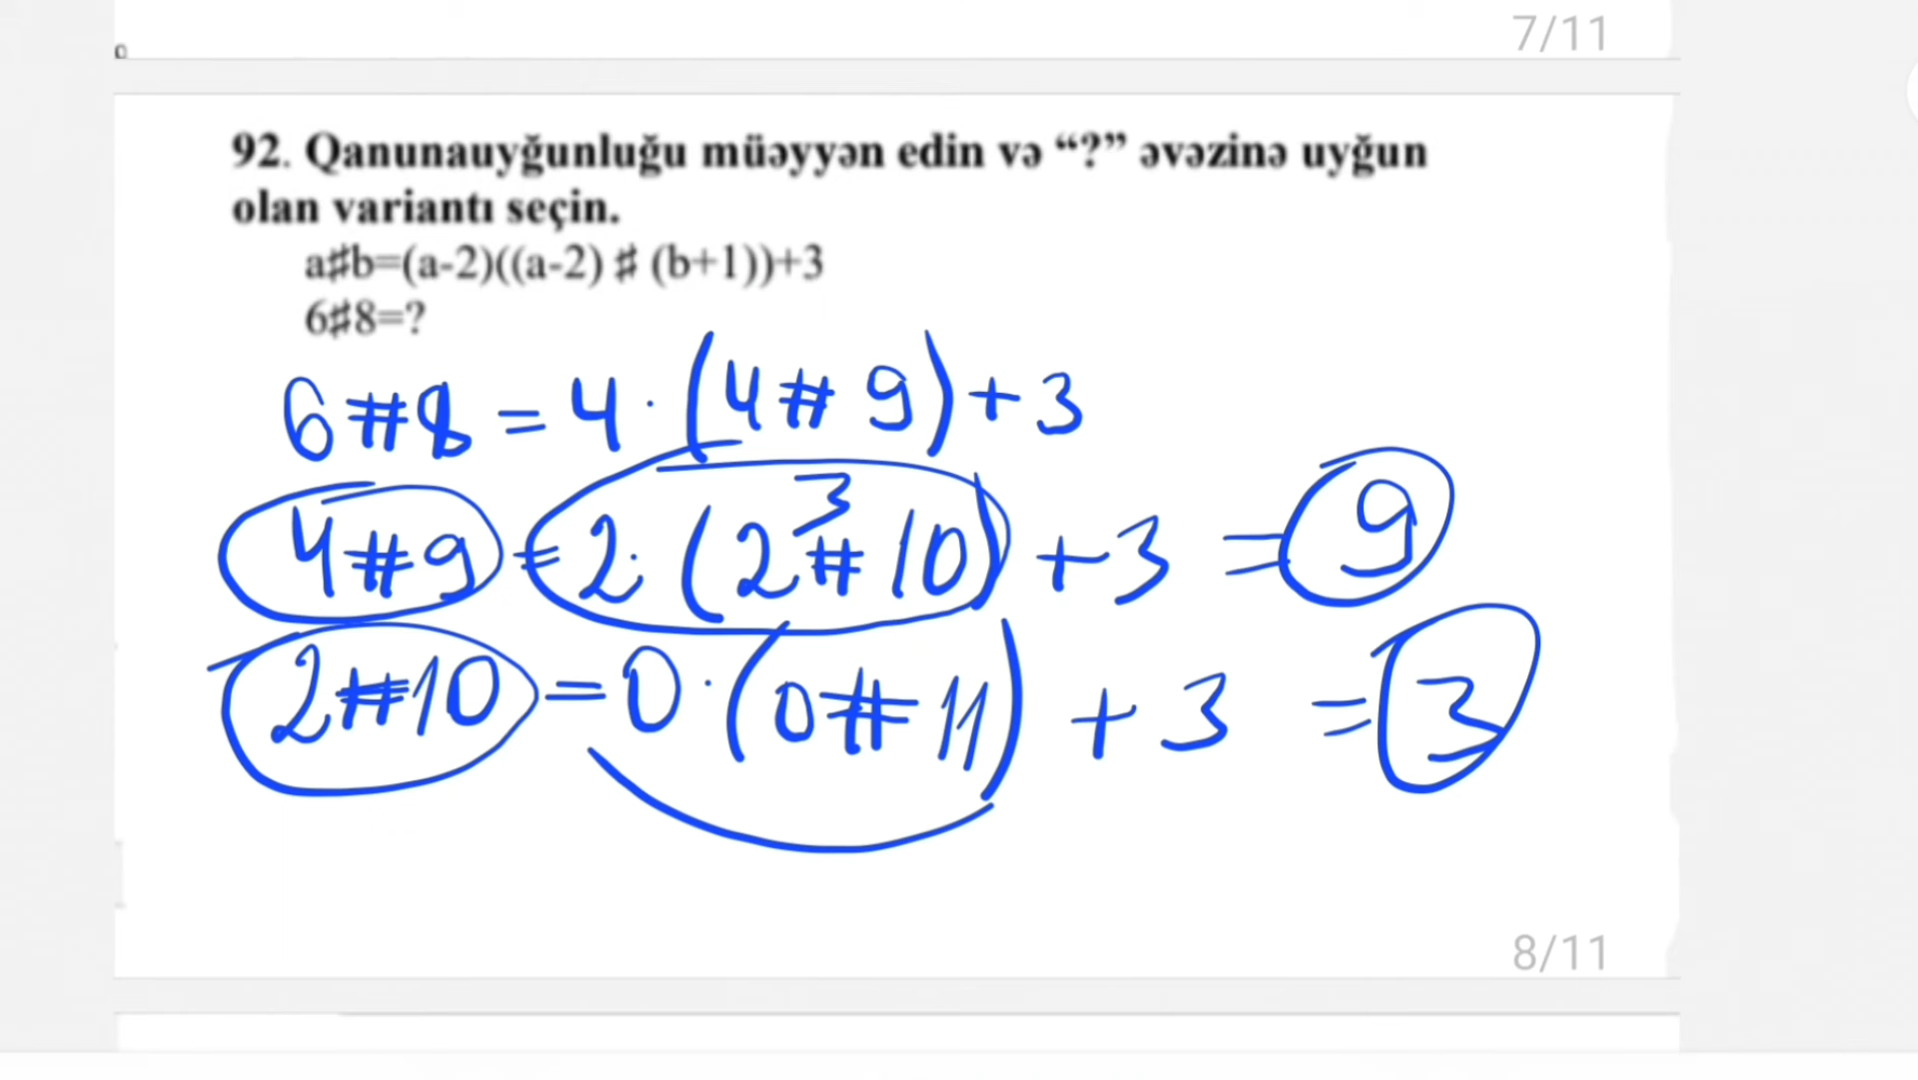 7/11
92. Qanunauyğunluğu müəyyən edin və “?” əvəzinə uyğun
olan variantı seçin.
a♯b=(a-2)((a-2) ♯ (b+1))+3
6♯8=?
6#8 = 4·(4#9)+3
3
4#9 = 2·(2#10)+3 = 9
2#10 = 0·(0#11)+3 = 3
8/11